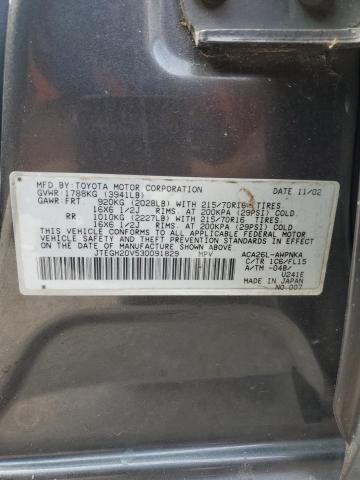 MFD BY: TOYOTA MOTOR CORPORATION DATE 11/02
GVWR 1788KG (3941LB)
GAWR: FRT 920KG (2028LB) WITH 215/70R16 TIRES.
16X6 1/2J RIMS. AT 200KPA (29PSI) COLD
RR 1010KG (2227LB) WITH 215/70R16 TIRES.
16X6 1/2J RIMS. AT 200KPA (29PSI) COLD.
THIS VEHICLE CONFORMS TO ALL APPLICABLE FEDERAL MOTOR
VEHICLE SAFETY STANDARDS IN EFFECT ON THE
DATE OF MANUFACTURE SHOWN ABOVE
JTEGH20V530091829 MPV ACA26L-AWPNKA
C/TR 1C6/FL15
A/TM -04B/
U241E
MADE IN JAPAN
NO 007